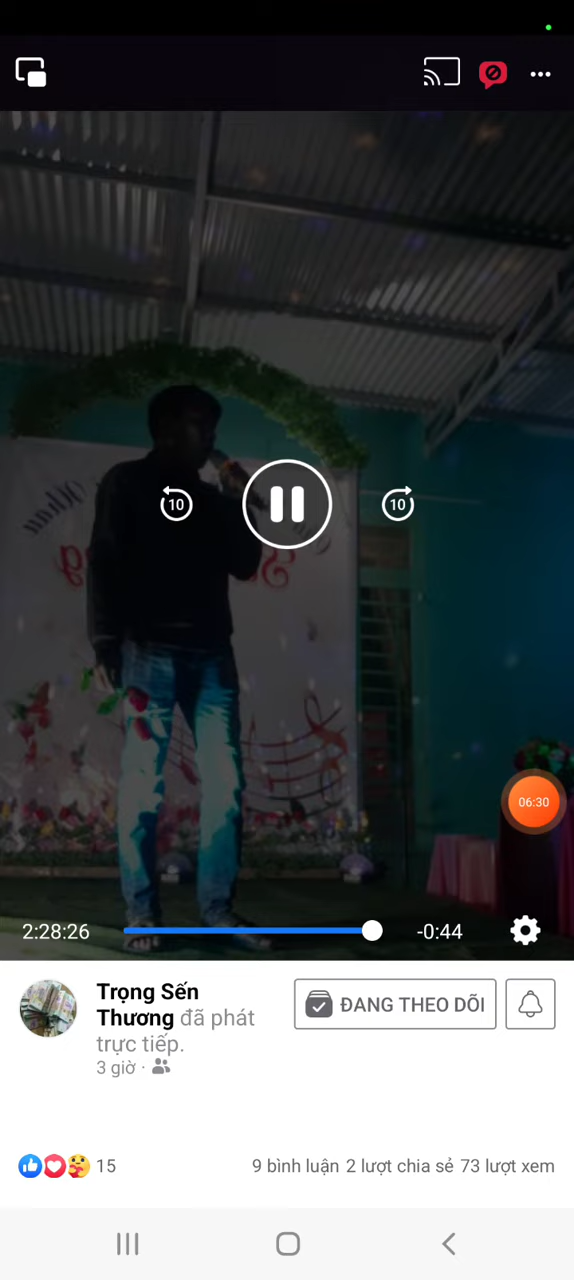 10
10
06:30
2:28:26
-0:44
Trọng Sến
Thương đã phát
trực tiếp.
3 giờ ·
ĐANG THEO DÕI
15
9 bình luận 2 lượt chia sẻ 73 lượt xem